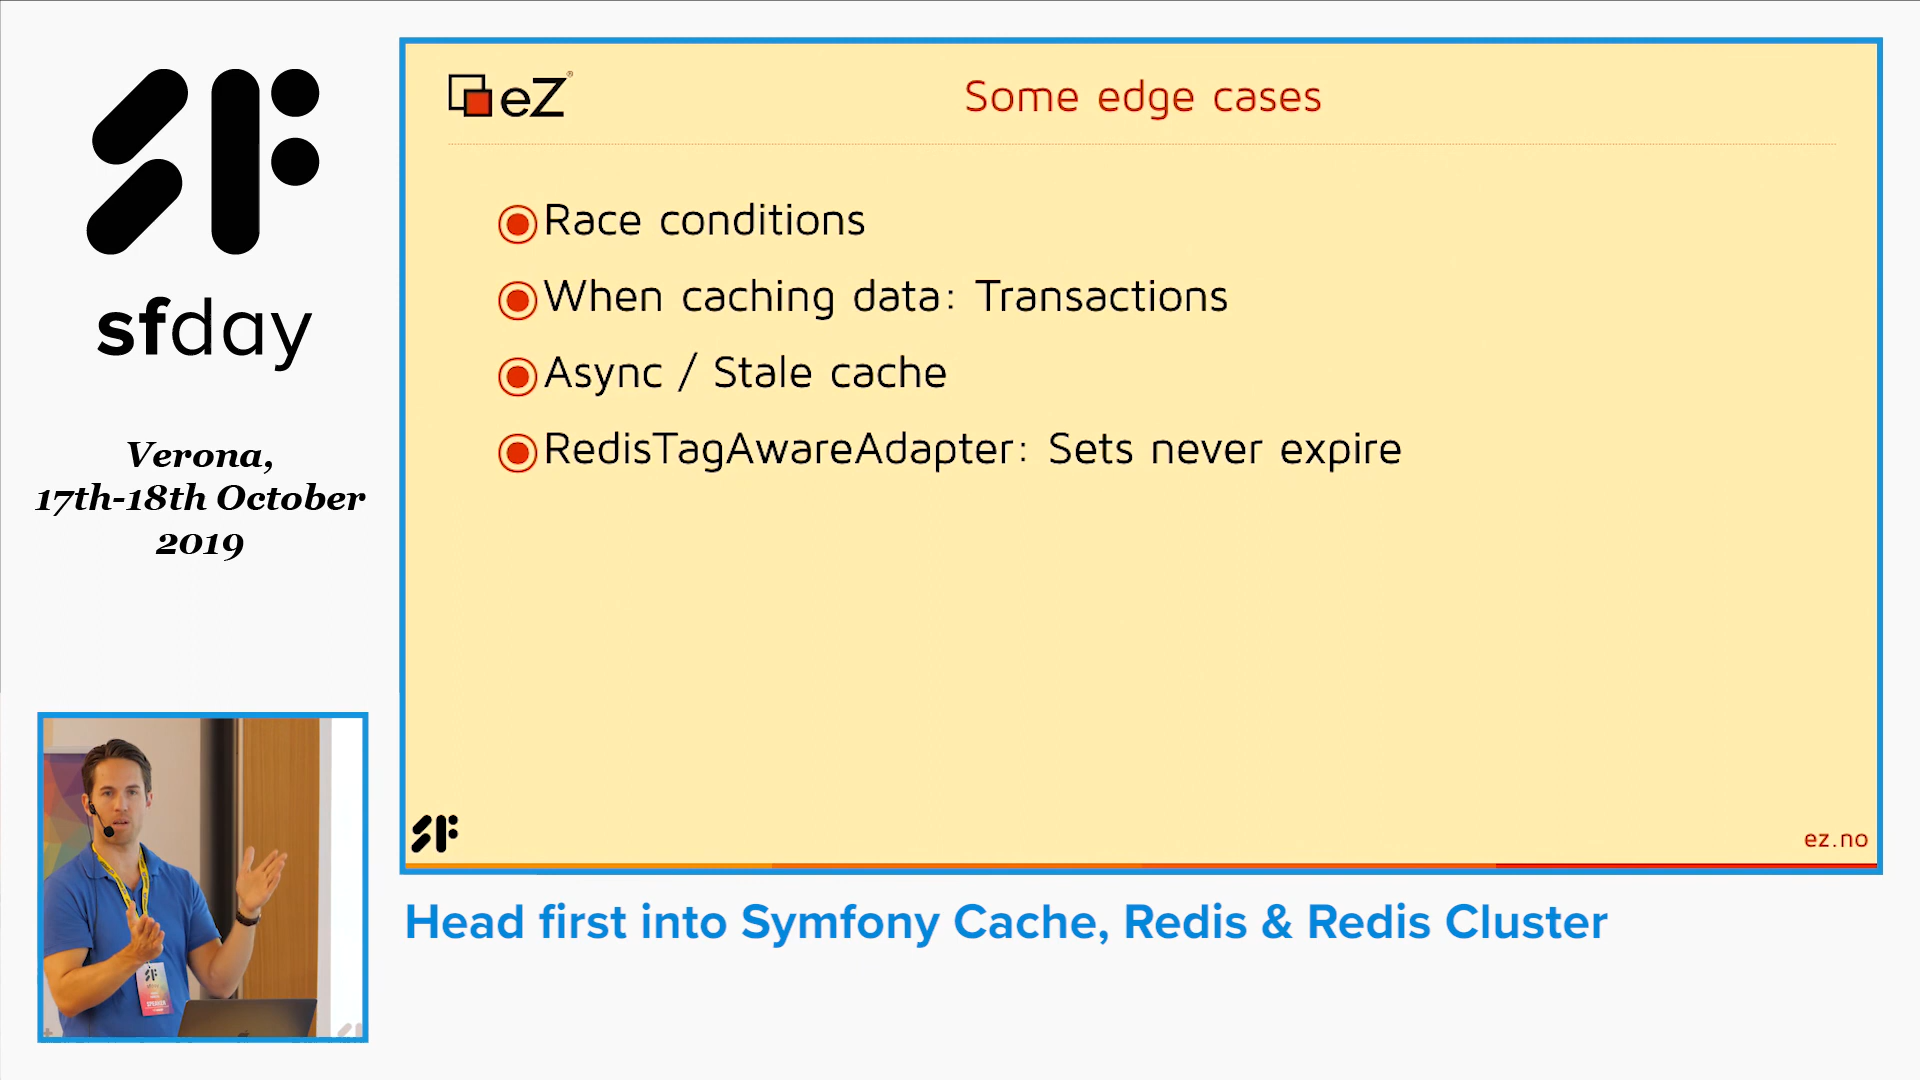 sfday
Verona,
17th-18th October
2019
eZ®
Some edge cases
Race conditions
When caching data: Transactions
Async / Stale cache
RedisTagAwareAdapter: Sets never expire
ez.no
Head first into Symfony Cache, Redis & Redis Cluster
SPEAKER